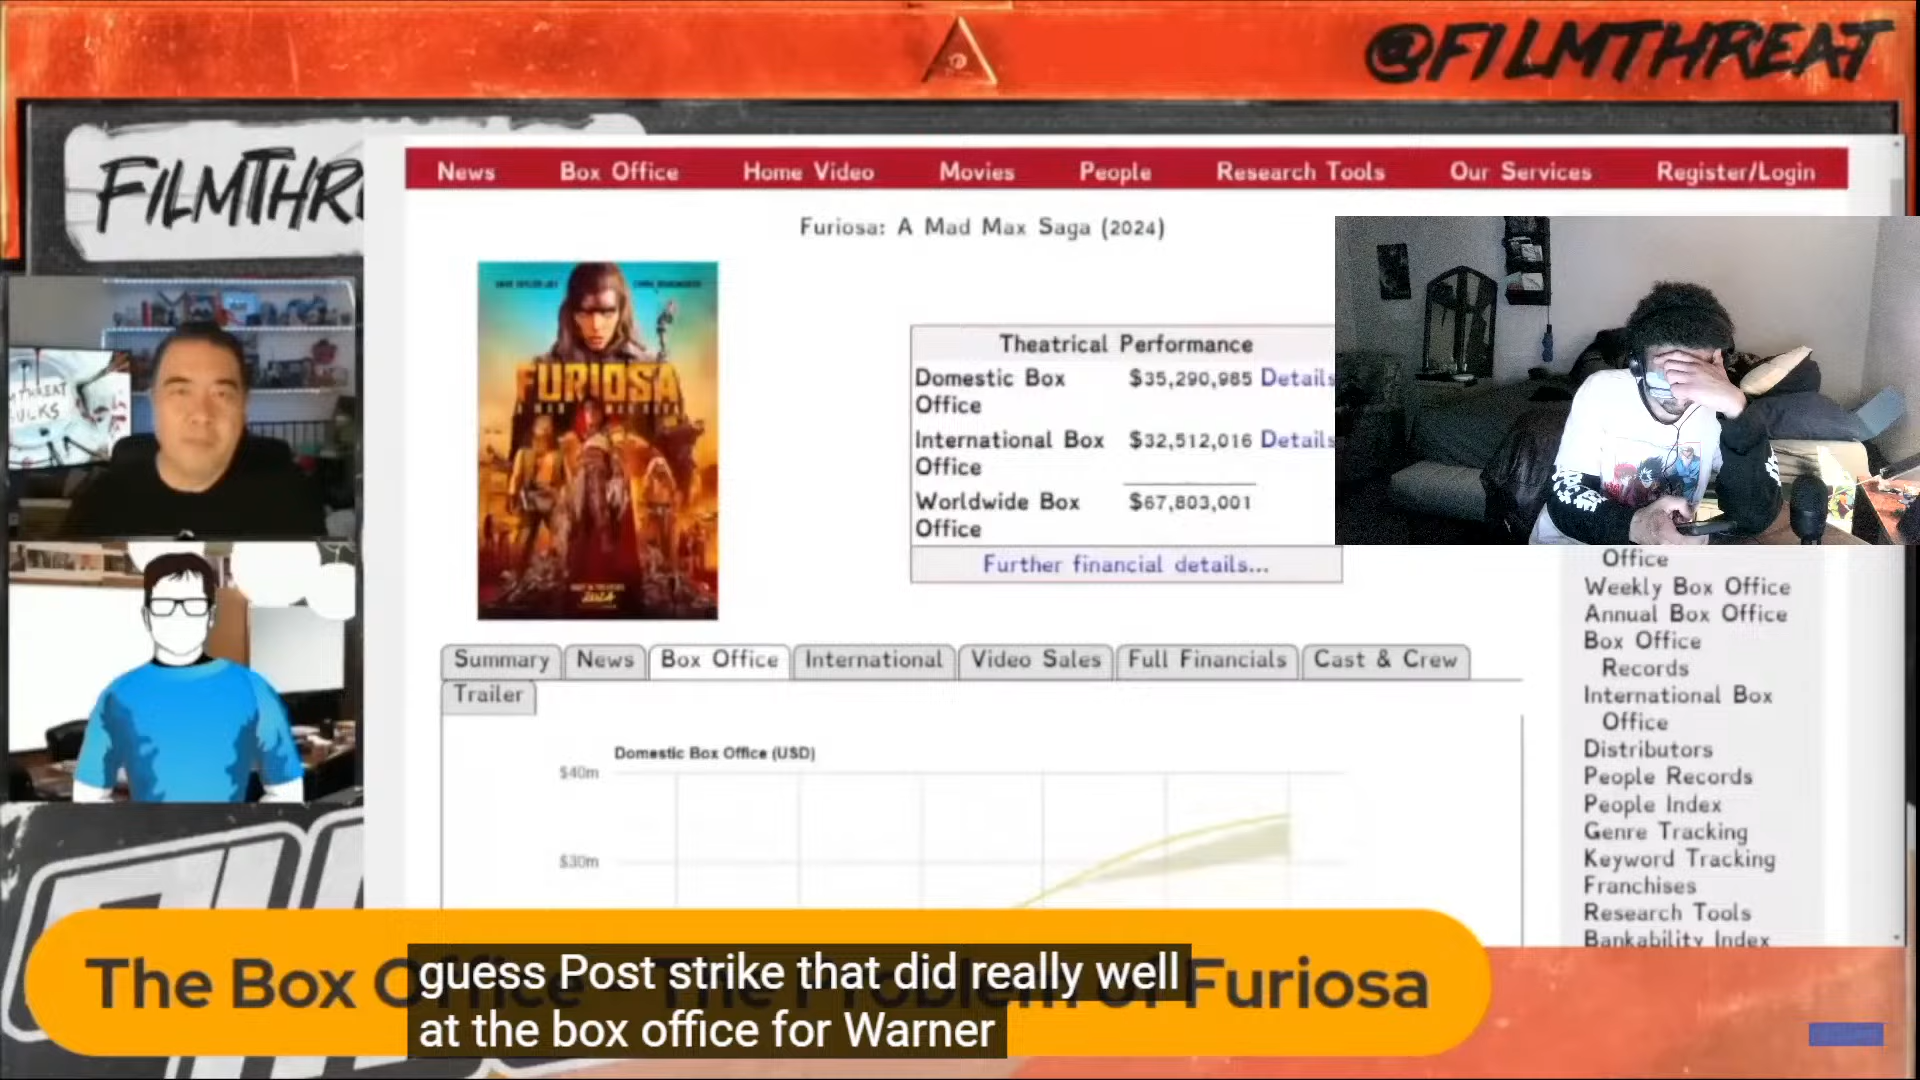 @FILMTHREAT
FILMTHR
News Box Office Home Video Movies People Research Tools Our Services Register/Login
Furiosa: A Mad Max Saga (2024)
FURIOSA
Theatrical Performance
Domestic Box Office $35,290,985 Details
International Box Office $32,512,016 Details
Worldwide Box Office $67,803,001
Further financial details...
Summary News Box Office International Video Sales Full Financials Cast & Crew
Trailer
Domestic Box Office (USD)
$40m
$30m
Office
Weekly Box Office
Annual Box Office
Box Office
Records
International Box
Office
Distributors
People Records
People Index
Genre Tracking
Keyword Tracking
Franchises
Research Tools
Bankability Index
The Box Office - The Problem of Furiosa
guess Post strike that did really well
at the box office for Warner